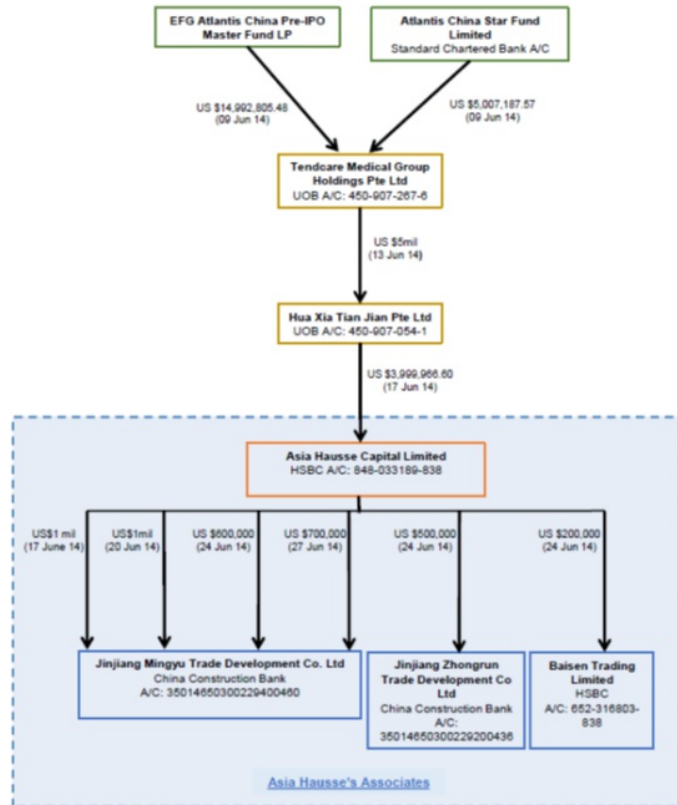 EFG Atlantis China Pre-IPO
Master Fund LP
Atlantis China Star Fund
Limited
Standard Chartered Bank A/C
US $14,992,805.48
(09 Jun 14)
US $5,007,187.57
(09 Jun 14)
Tendcare Medical Group
Holdings Pte Ltd
UOB A/C: 450-907-267-6
US $5mil
(13 Jun 14)
Hua Xia Tian Jian Pte Ltd
UOB A/C: 450-907-054-1
US $3,999,966.60
(17 Jun 14)
Asia Hausse Capital Limited
HSBC A/C: 848-033189-838
US$1 mil
(17 June 14)
US$1mil
(20 Jun 14)
US $600,000
(24 Jun 14)
US $700,000
(27 Jun 14)
US $500,000
(24 Jun 14)
US $200,000
(24 Jun 14)
Jinjiang Mingyu Trade Development Co. Ltd
China Construction Bank
A/C: 35014650300229400460
Jinjiang Zhongrun
Trade Development Co
Ltd
China Construction Bank
A/C:
35014650300229200436
Baisen Trading
Limited
HSBC
A/C: 652-316803-
838
Asia Hausse's Associates